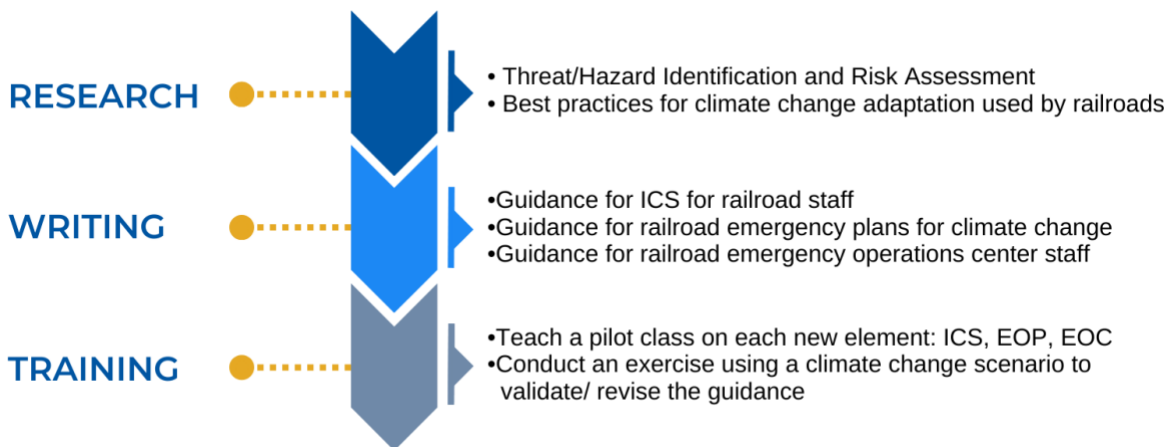 RESEARCH
• Threat/Hazard Identification and Risk Assessment
• Best practices for climate change adaptation used by railroads
WRITING
•Guidance for ICS for railroad staff
•Guidance for railroad emergency plans for climate change
•Guidance for railroad emergency operations center staff
TRAINING
•Teach a pilot class on each new element: ICS, EOP, EOC
•Conduct an exercise using a climate change scenario to
validate/ revise the guidance